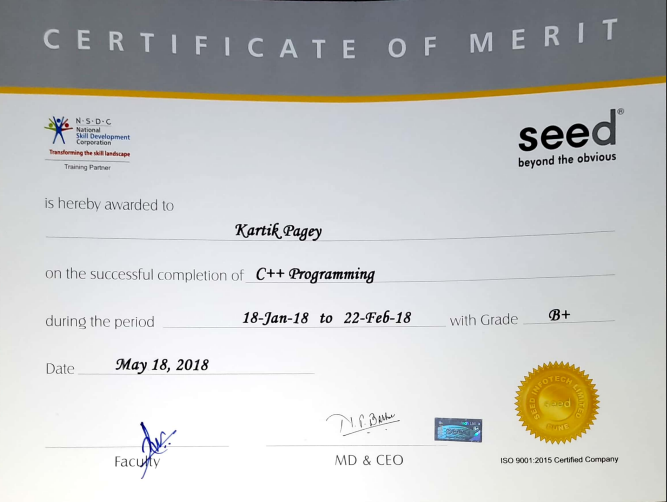 CERTIFICATE OF MERIT
N·S·D·C
National
Skill Development
Corporation
Transforming the skill landscape
Training Partner
seed®
beyond the obvious
is hereby awarded to
Kartik Pagey
on the successful completion of C++ Programming
during the period 18-Jan-18 to 22-Feb-18 with Grade B+
Date May 18, 2018
SEED INFOTECH LIMITED
seed
Faculty
MD & CEO
ISO 9001:2015 Certified Company